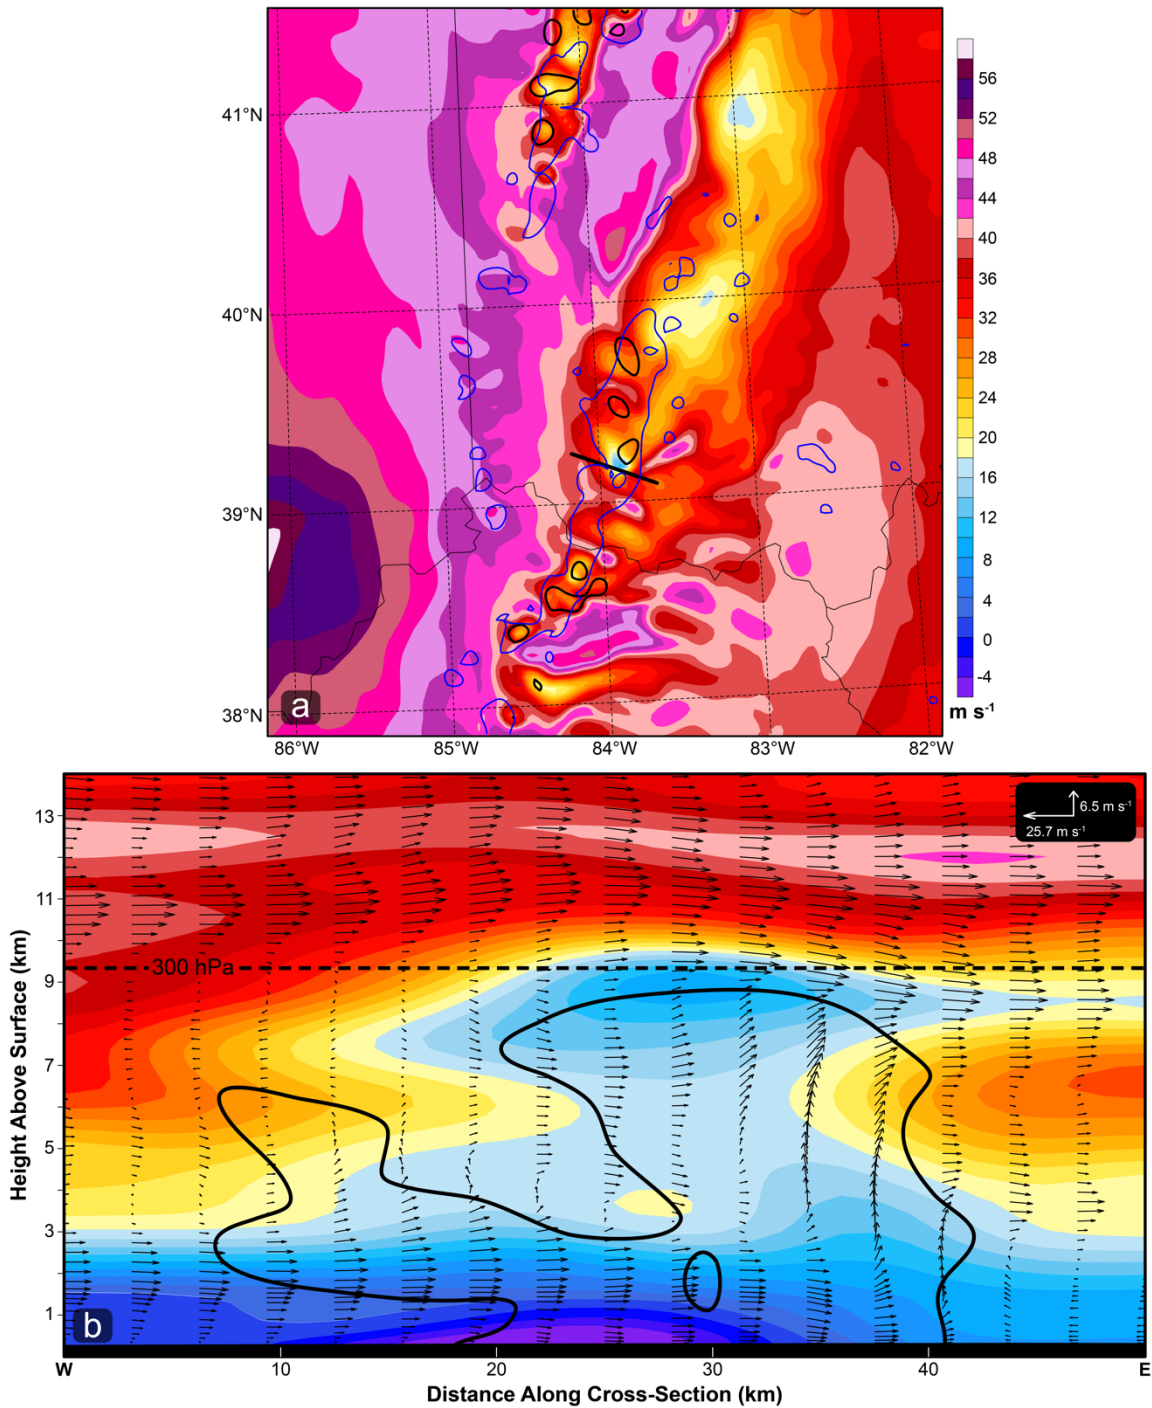 41°N
40°N
39°N
38°N
86°W 85°W 84°W 83°W 82°W
a
56
52
48
44
40
36
32
28
24
20
16
12
8
4
0
-4
m s⁻¹
6.5 m s⁻¹
25.7 m s⁻¹
300 hPa
13
11
9
7
5
3
1
Height Above Surface (km)
b
W 10 20 30 40 E
Distance Along Cross-Section (km)